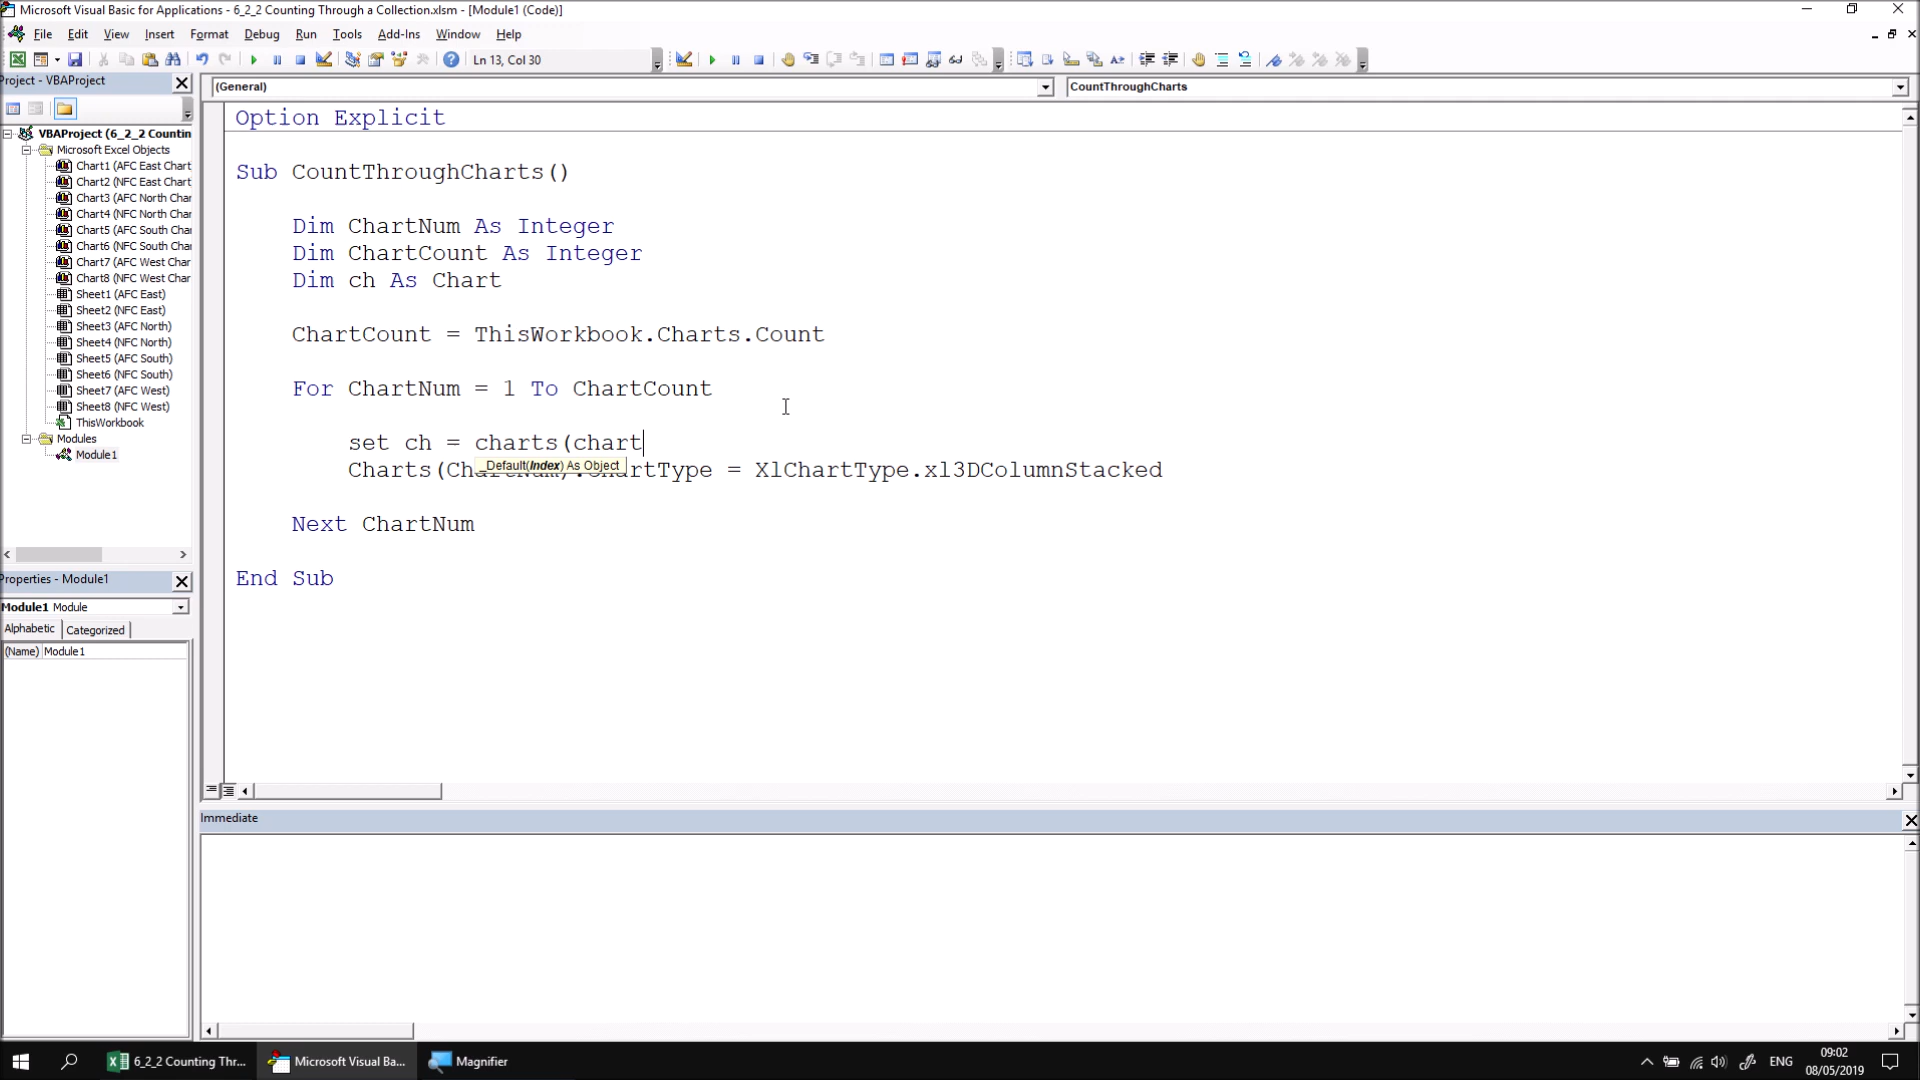 Microsoft Visual Basic for Applications - 6_2_2 Counting Through a Collection.xlsm - [Module1 (Code)]
File Edit View Insert Format Debug Run Tools Add-Ins Window Help
Ln 13, Col 30
Project - VBAProject
(General)
CountThroughCharts
VBAProject (6_2_2 Countin
Microsoft Excel Objects
Chart1 (AFC East Chart
Chart2 (NFC East Chart
Chart3 (AFC North Char
Chart4 (NFC North Char
Chart5 (AFC South Char
Chart6 (NFC South Char
Chart7 (AFC West Char
Chart8 (NFC West Char
Sheet1 (AFC East)
Sheet2 (NFC East)
Sheet3 (AFC North)
Sheet4 (NFC North)
Sheet5 (AFC South)
Sheet6 (NFC South)
Sheet7 (AFC West)
Sheet8 (NFC West)
ThisWorkbook
Modules
Module1
Properties - Module1
Module1 Module
Alphabetic Categorized
(Name) Module1
Option Explicit
Sub CountThroughCharts()
Dim ChartNum As Integer
Dim ChartCount As Integer
Dim ch As Chart
ChartCount = ThisWorkbook.Charts.Count
For ChartNum = 1 To ChartCount
set ch = charts(chart
_Default(Index) As Object
Charts(ChartNum).ChartType = XlChartType.xl3DColumnStacked
Next ChartNum
End Sub
Immediate
6_2_2 Counting Thr...
Microsoft Visual Ba...
Magnifier
ENG
09:02
08/05/2019